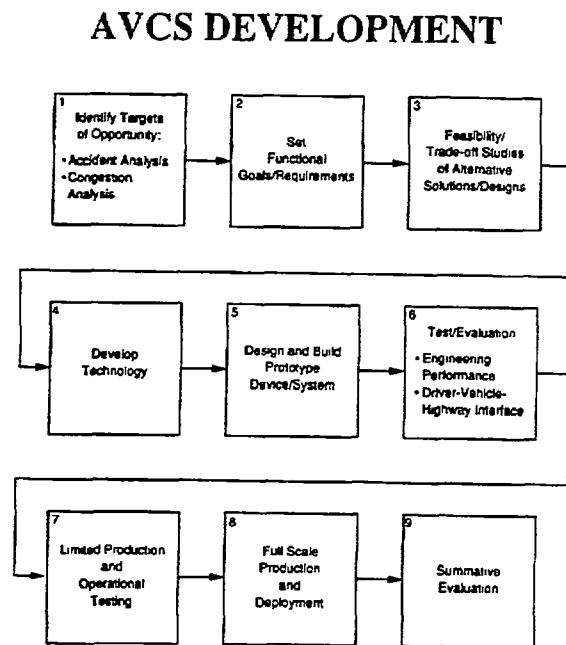 AVCS DEVELOPMENT
1
Identify Targets
of Opportunity:
• Accident Analysis
• Congestion
Analysis
2
Set
Functional
Goals/Requirements
3
Feasibility/
Trade-off Studies
of Alternative
Solutions/Designs
4
Develop
Technology
5
Design and Build
Prototype
Device/System
6
Test/Evaluation
• Engineering
Performance
• Driver-Vehicle-
Highway Interface
7
Limited Production
and
Operational
Testing
8
Full Scale
Production
and
Deployment
9
Summative
Evaluation